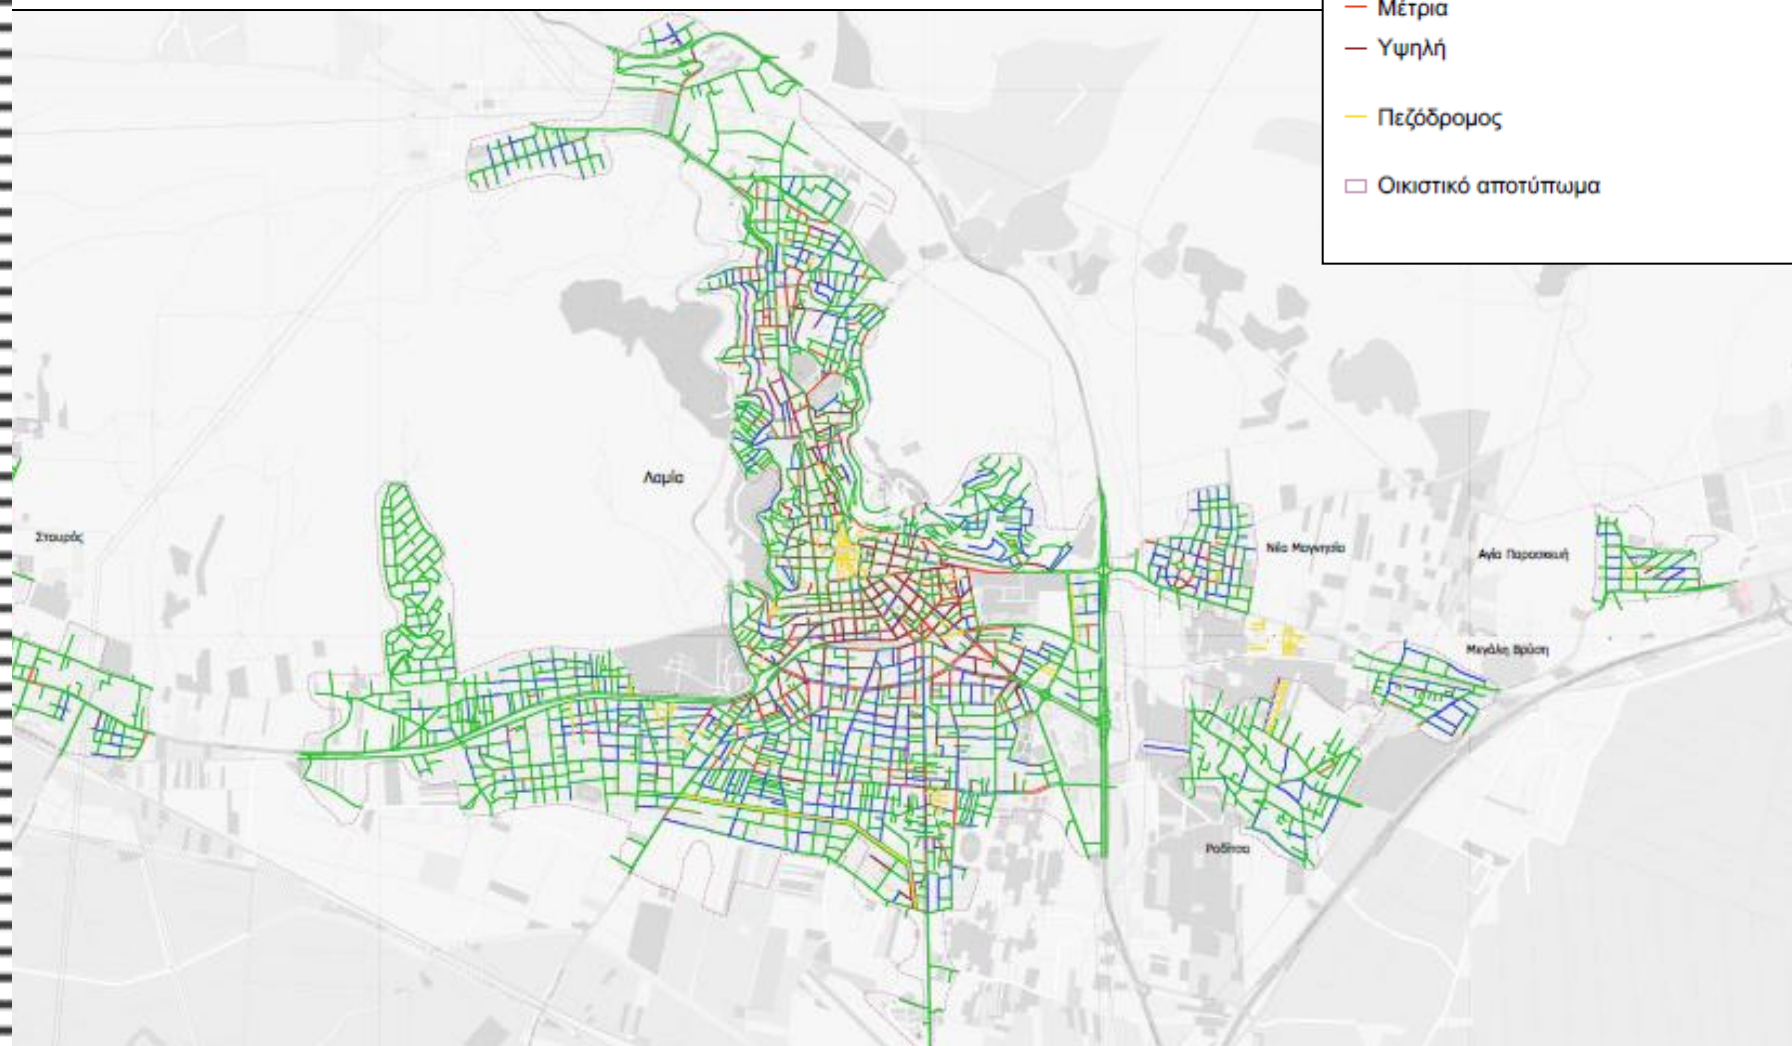 Μέτρια
Υψηλή
Πεζόδρομος
Οικιστικό αποτύπωμα
Λαμία
Σταυρός
Νέα Μαγνησία
Αγία Παρασκευή
Μεγάλη Βρύση
Ροδίτσα